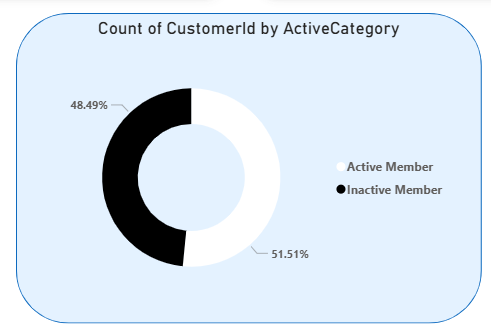 Count of CustomerId by ActiveCategory
48.49%
Active Member
Inactive Member
51.51%